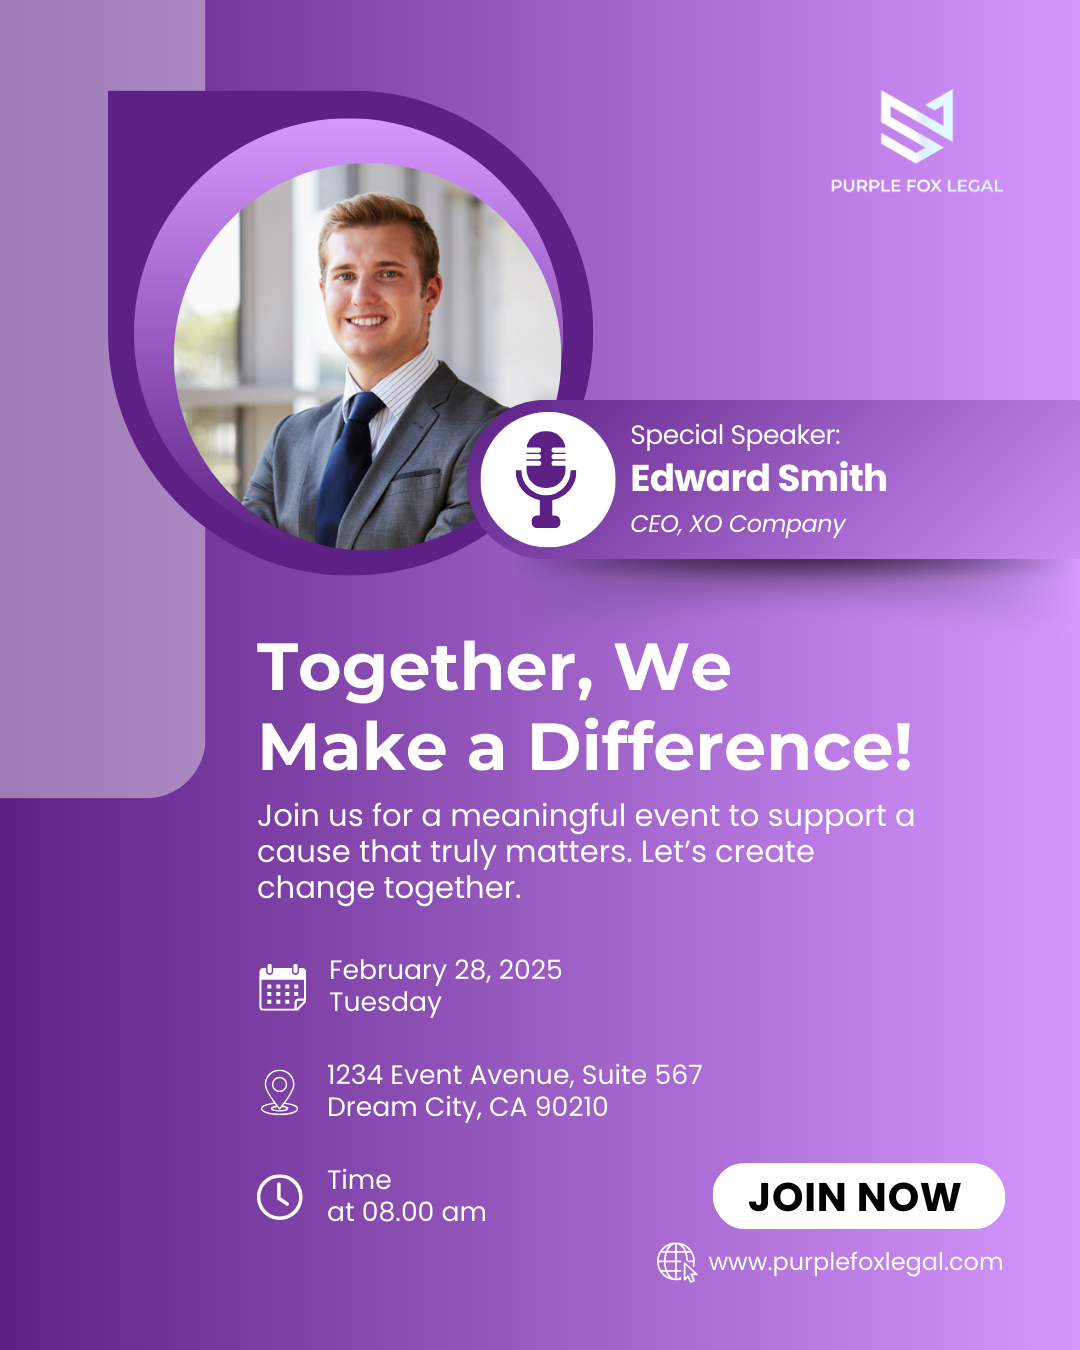 PURPLE FOX LEGAL
Special Speaker:
Edward Smith
CEO, XO Company
Together, We
Make a Difference!
Join us for a meaningful event to support a
cause that truly matters. Let’s create
change together.
February 28, 2025
Tuesday
1234 Event Avenue, Suite 567
Dream City, CA 90210
Time
at 08.00 am
JOIN NOW
www.purplefoxlegal.com